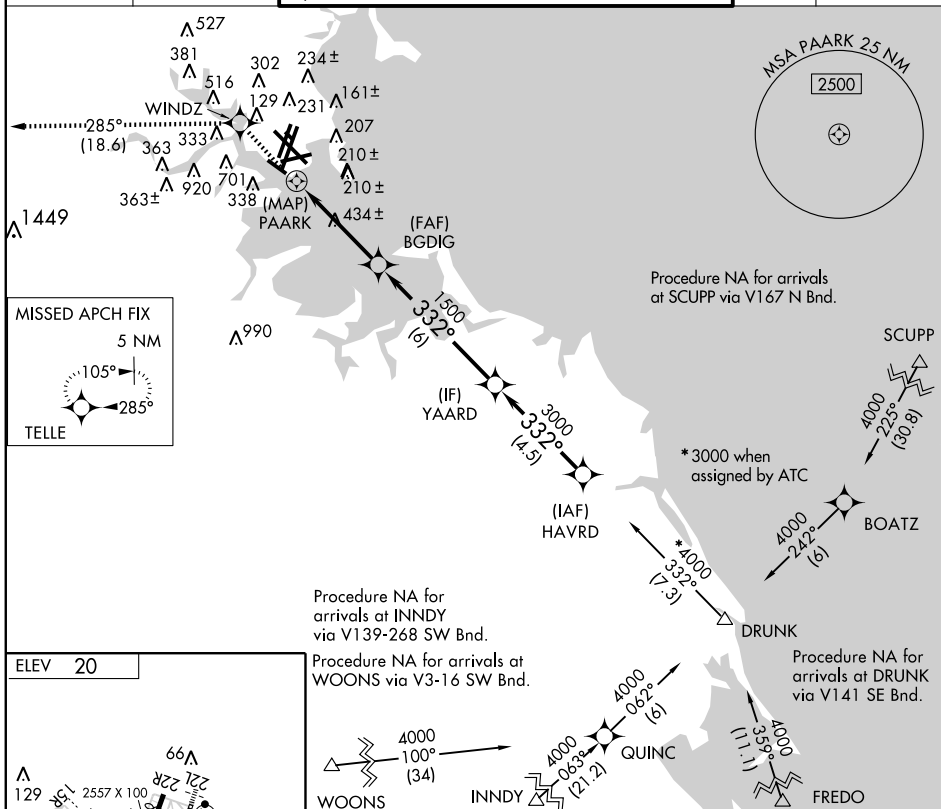 527
381
302
234±
516
161±
231
129
WINDZ
207
285°
(18.6)
333
363
210±
210±
920
701
338
363±
(MAP)
PAARK
434±
1449
(FAF)
BGDIG
MSA PAARK 25 NM
2500
Procedure NA for arrivals
at SCUPP via V167 N Bnd.
MISSED APCH FIX
5 NM
105°
285°
TELLE
990
1500
332°
(6)
(IF)
YAARD
3000
332°
(4.5)
(IAF)
HAVRD
SCUPP
4000
225°
(30.8)
*3000 when
assigned by ATC
BOATZ
4000
242°
(6)
*4000
332°
(7.3)
DRUNK
Procedure NA for
arrivals at INNDY
via V139-268 SW Bnd.
Procedure NA for arrivals at
WOONS via V3-16 SW Bnd.
Procedure NA for
arrivals at DRUNK
via V141 SE Bnd.
4000
062°
(6)
QUINC
4000
063°
(21.2)
INNDY
4000
100°
(34)
WOONS
4000
359°
(11.1)
FREDO
ELEV 20
129
66
15R
2557 X 100
22R
22L